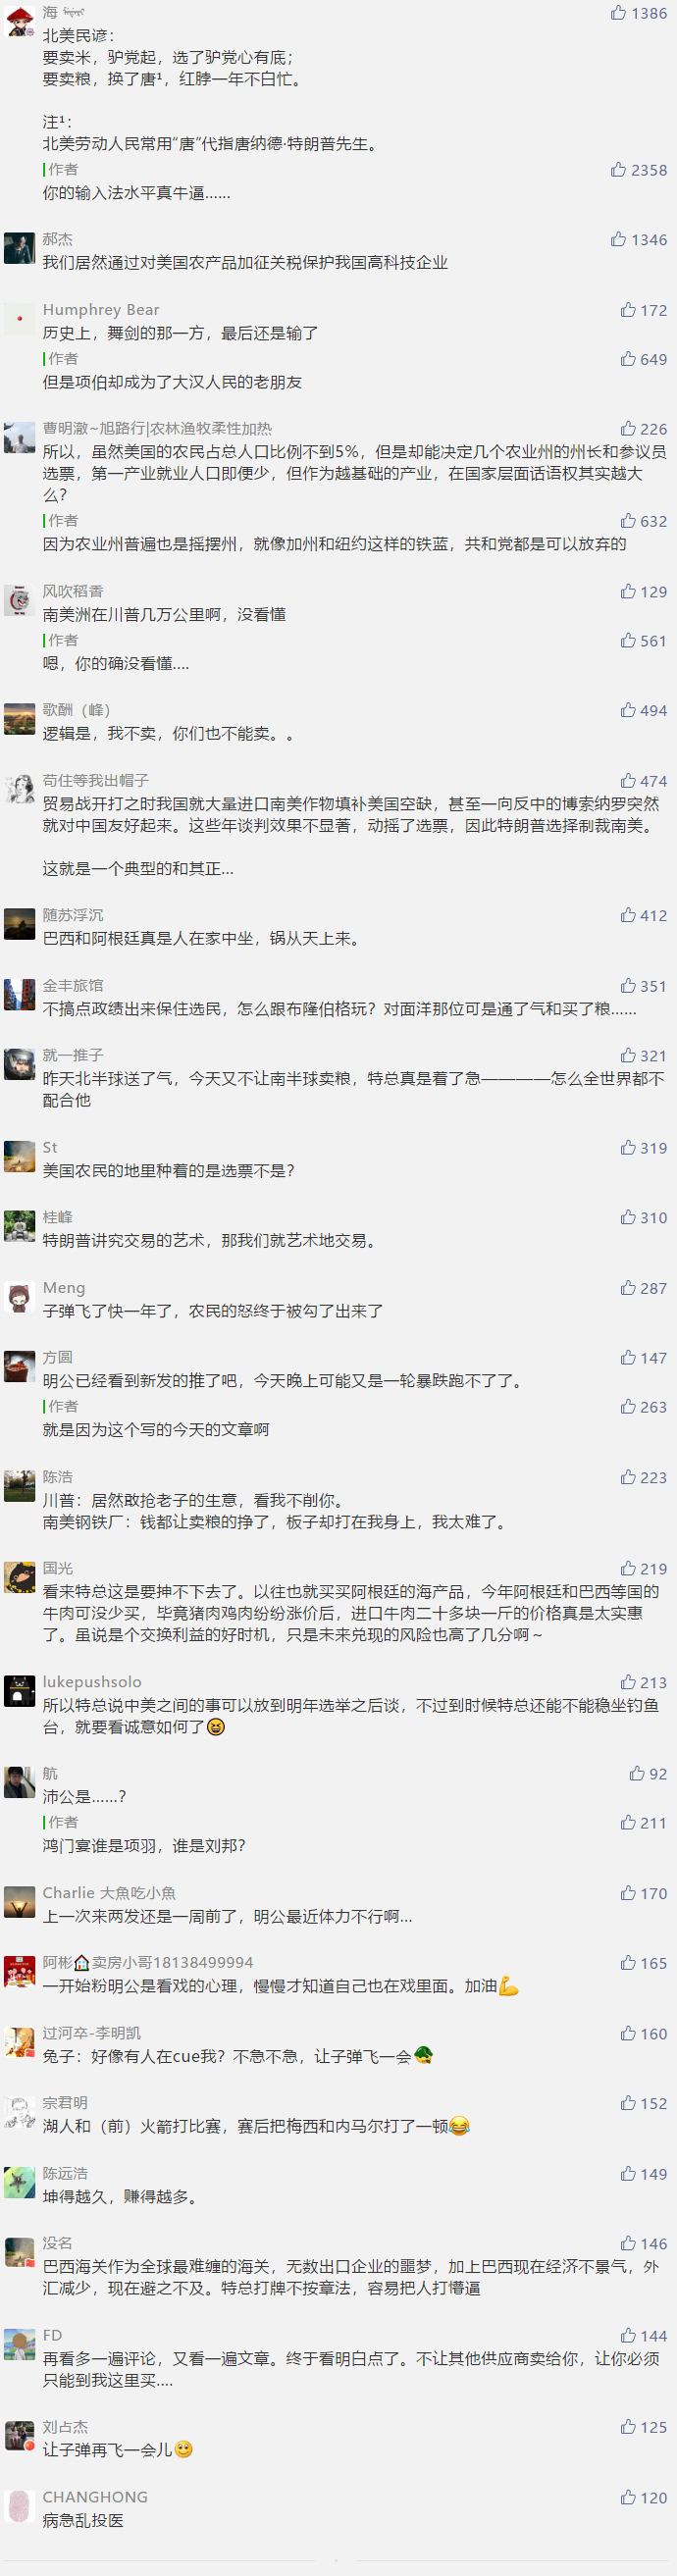 海
1386
北美民谚：
要卖米，驴党起，选了驴党心有底；
要卖粮，换了唐¹，红脖一年不白忙。
注¹：
北美劳动人民常用“唐”代指唐纳德·特朗普先生。
作者
2358
你的输入法水平真牛逼……
郝杰
1346
我们居然通过对美国农产品加征关税保护我国高科技企业
Humphrey Bear
172
历史上，舞剑的那一方，最后还是输了
作者
649
但是项伯却成为了大汉人民的老朋友
曹明澈~旭路行|农林渔牧柔性加热
226
所以，虽然美国的农民占总人口比例不到5%，但是却能决定几个农业州的州长和参议员
选票，第一产业就业人口即便少，但作为越基础的产业，在国家层面话语权其实越大
么？
作者
632
因为农业州普遍也是摇摆州，就像加州和纽约这样的铁蓝，共和党都是可以放弃的
风吹稻香
129
南美洲在川普几万公里啊，没看懂
作者
561
嗯，你的确没看懂....
歌酬（峰）
494
逻辑是，我不卖，你们也不能卖。。
苟住等我出帽子
474
贸易战开打之时我国就大量进口南美作物填补美国空缺，甚至一向反中的博索纳罗突然
就对中国友好起来。这些年谈判效果不显著，动摇了选票，因此特朗普选择制裁南美。
这就是一个典型的和其正...
随苏浮沉
412
巴西和阿根廷真是人在家中坐，锅从天上来。
全丰旅馆
351
不搞点政绩出来保住选民，怎么跟布隆伯格玩？对面洋那位可是通了气和买了粮……
就一推子
321
昨天北半球送了气，今天又不让南半球卖粮，特总真是着了急————怎么全世界都不
配合他
St
319
美国农民的地里种着的是选票不是？
桂峰
310
特朗普讲究交易的艺术，那我们就艺术地交易。
Meng
287
子弹飞了快一年了，农民的怒终于被勾了出来了
方圆
147
明公已经看到新发的推了吧，今天晚上可能又是一轮暴跌跑不了了。
作者
263
就是因为这个写的今天的文章啊
陈浩
223
川普：居然敢抢老子的生意，看我不削你。
南美钢铁厂：钱都让卖粮的挣了，板子却打在我身上，我太难了。
国光
219
看来特总这是要抻不下去了。以往也就买买阿根廷的海产品，今年阿根廷和巴西等国的
牛肉可没少买，毕竟猪肉鸡肉纷纷涨价后，进口牛肉二十多块一斤的价格真是太实惠
了。虽说是个交换利益的好时机，只是未来兑现的风险也高了几分啊～
lukepushsolo
213
所以特总说中美之间的事可以放到明年选举之后谈，不过到时候特总还能不能稳坐钓鱼
台，就要看诚意如何了😆
航
92
沛公是……？
作者
211
鸿门宴谁是项羽，谁是刘邦？
Charlie 大魚吃小魚
170
上一次来两发还是一周前了，明公最近体力不行啊...
阿彬🏠卖房小哥18138499994
165
一开始粉明公是看戏的心理，慢慢才知道自己也在戏里面。加油💪
过河卒-李明凯
160
兔子：好像有人在cue我？不急不急，让子弹飞一会
宗君明
152
湖人和（前）火箭打比赛，赛后把梅西和内马尔打了一顿😂
陈远浩
149
坤得越久，赚得越多。
没名
146
巴西海关作为全球最难缠的海关，无数出口企业的噩梦，加上巴西现在经济不景气，外
汇减少，现在避之不及。特总打牌不按章法，容易把人打懵逼
FD
144
再看多一遍评论，又看一遍文章。终于看明白点了。不让其他供应商卖给你，让你必须
只能到我这里买....
刘占杰
125
让子弹再飞一会儿😊
CHANGHONG
120
病急乱投医